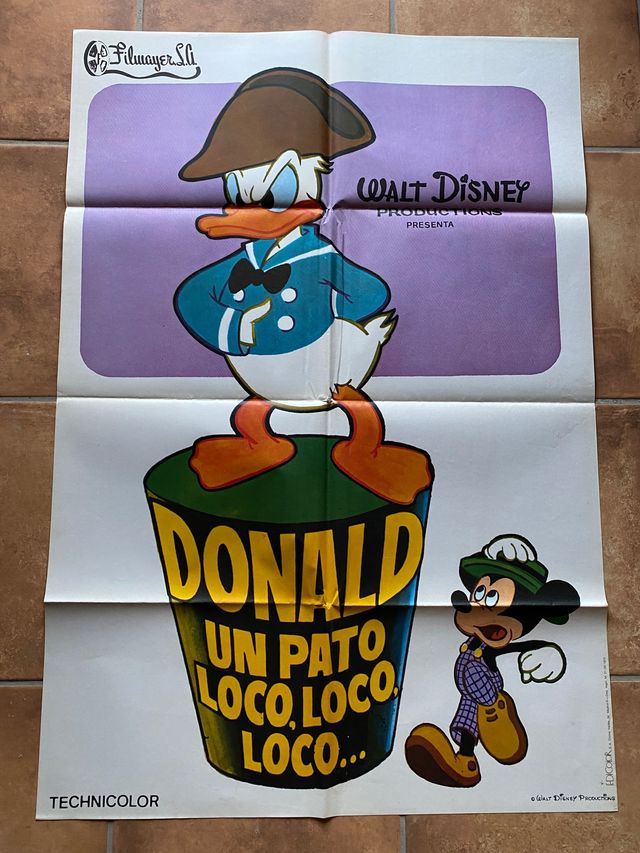 Filmayer, S.A.
WALT DISNEY
PRODUCTIONS
PRESENTA
DONALD
UN PATO
LOCO, LOCO,
LOCO...
TECHNICOLOR
© WALT DISNEY PRODUCTIONS